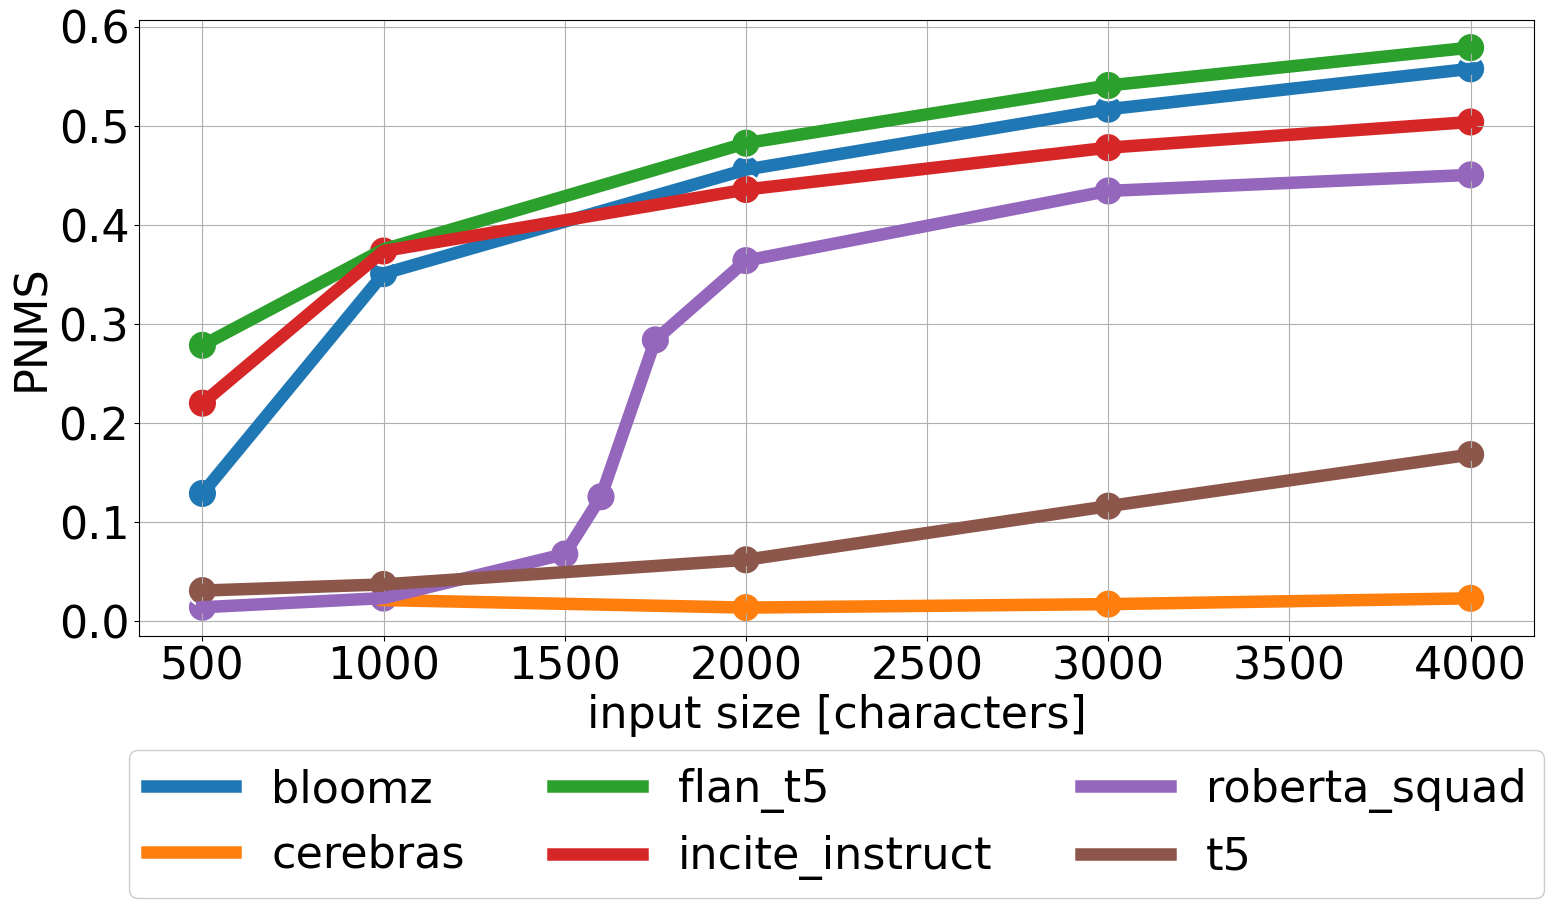 0.6
0.5
0.4
0.3
0.2
0.1
0.0
PNMS
500 1000 1500 2000 2500 3000 3500 4000
input size [characters]
bloomz flan_t5 roberta_squad
cerebras incite_instruct t5